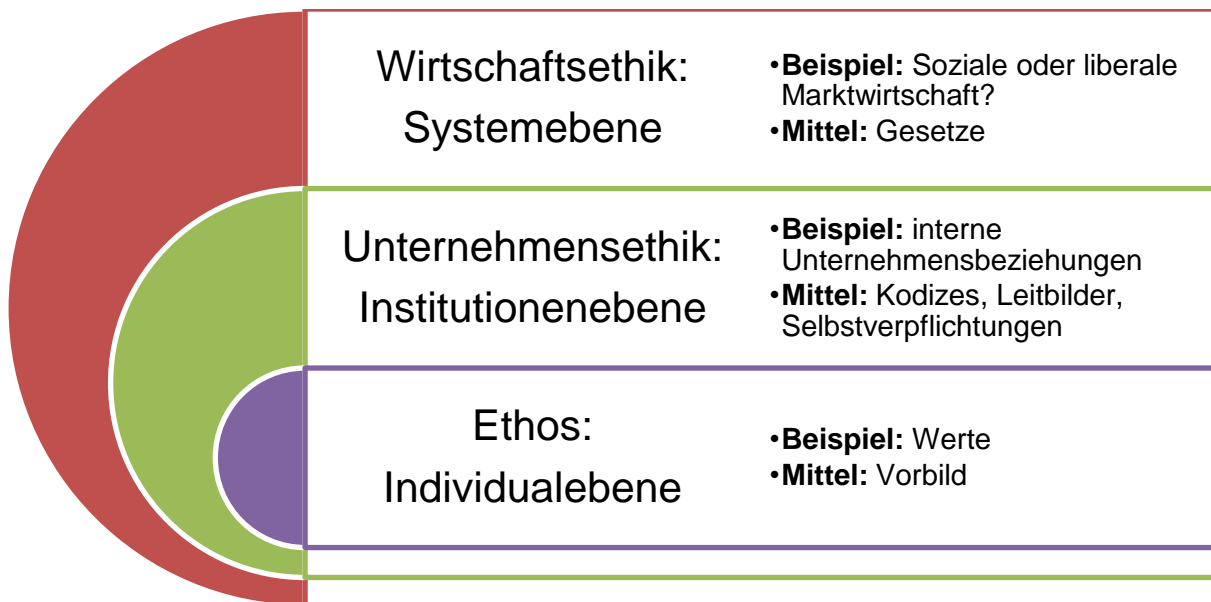 Wirtschaftsethik:
Systemebene
•Beispiel: Soziale oder liberale
Marktwirtschaft?
•Mittel: Gesetze
Unternehmensethik:
Institutionenebene
•Beispiel: interne
Unternehmensbeziehungen
•Mittel: Kodizes, Leitbilder,
Selbstverpflichtungen
Ethos:
Individualebene
•Beispiel: Werte
•Mittel: Vorbild